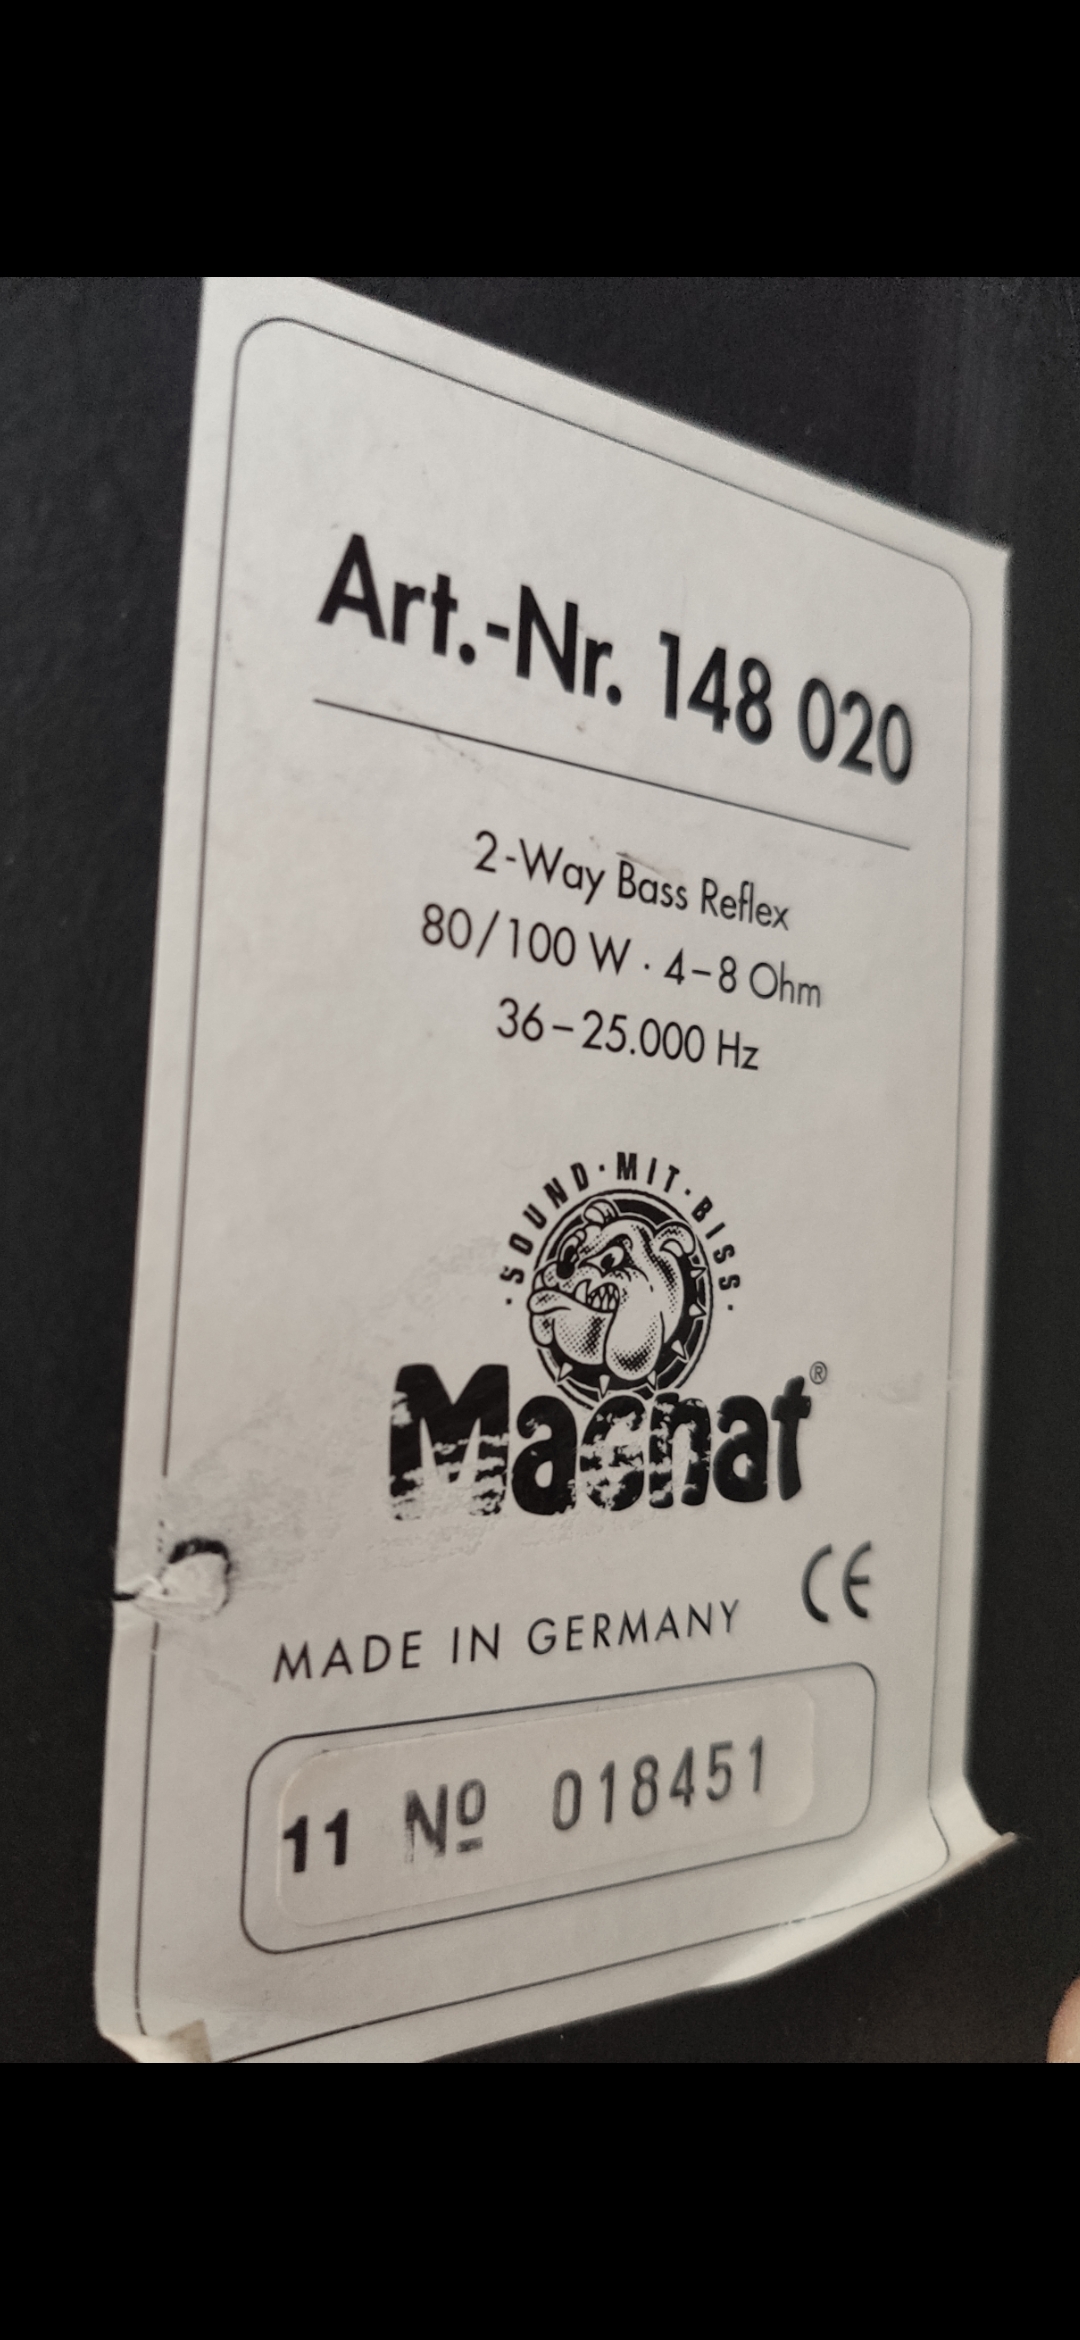 Art.-Nr. 148 020
2-Way Bass Reflex
80/100 W · 4–8 Ohm
36–25.000 Hz
·SOUND·MIT·BISS·
Magnat®
MADE IN GERMANY CE
11 Nº 018451